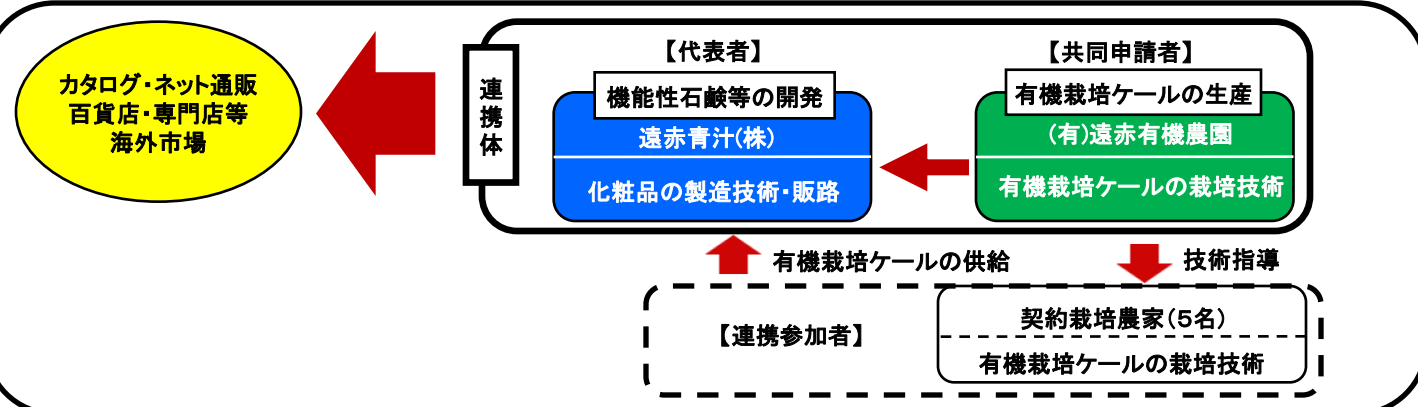 カタログ・ネット通販
百貨店・専門店等
海外市場
連携体
【代表者】
機能性石鹸等の開発
遠赤青汁(株)
化粧品の製造技術・販路
【共同申請者】
有機栽培ケールの生産
(有)遠赤有機農園
有機栽培ケールの栽培技術
有機栽培ケールの供給
技術指導
【連携参加者】
契約栽培農家(5名)
有機栽培ケールの栽培技術